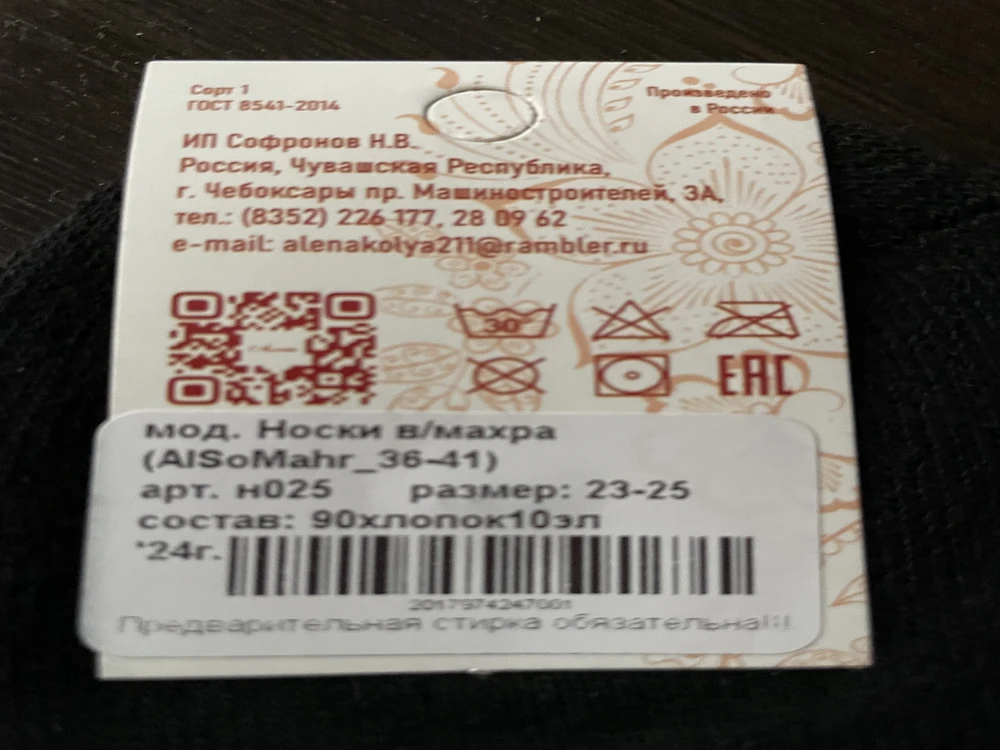 Сорт 1
ГОСТ 8541-2014
Произведено
в России
ИП Софронов Н.В.
Россия, Чувашская Республика,
г. Чебоксары пр. Машиностроителей, 3А,
тел.: (8352) 226 177, 28 09 62
e-mail: alenakolya211@rambler.ru
30
EAC
мод. Носки в/махра
(AlSoMahr_36-41)
арт. н025 размер: 23-25
состав: 90хлопок10эл
*24г.
2017974247001
Предварительная стирка обязательна!!!